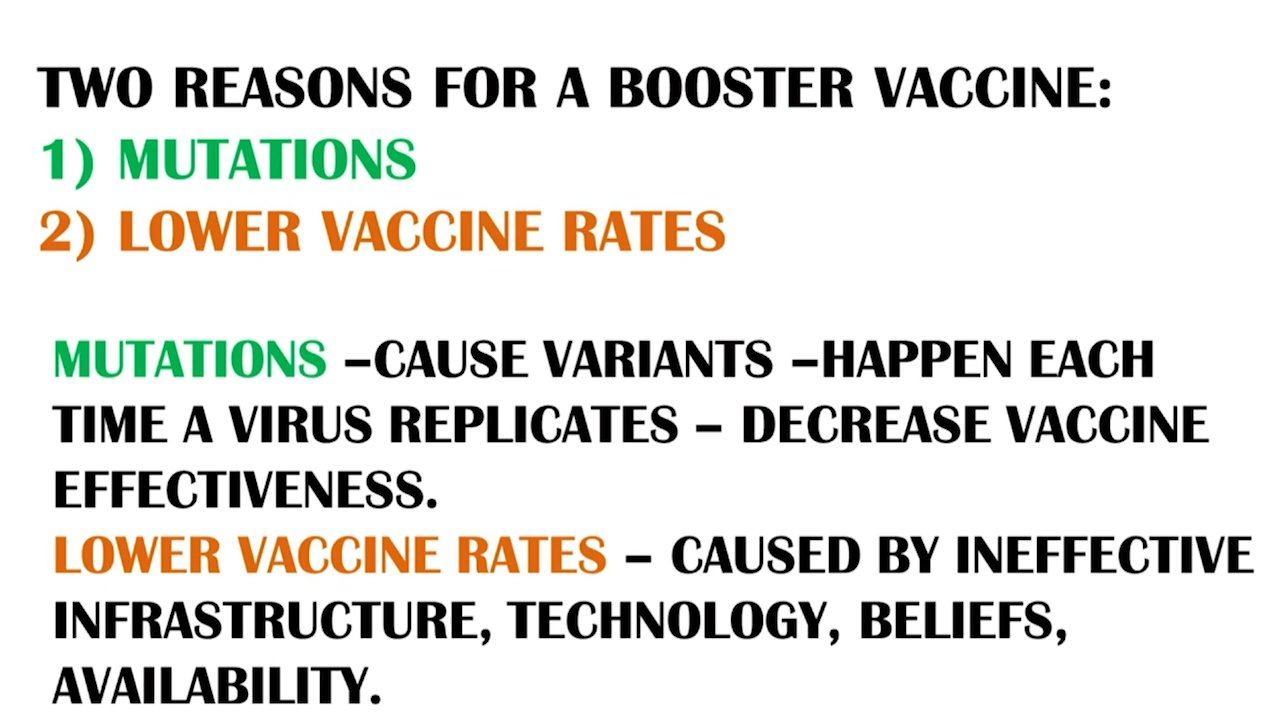 TWO REASONS FOR A BOOSTER VACCINE:
1) MUTATIONS
2) LOWER VACCINE RATES
MUTATIONS –CAUSE VARIANTS –HAPPEN EACH
TIME A VIRUS REPLICATES – DECREASE VACCINE
EFFECTIVENESS.
LOWER VACCINE RATES – CAUSED BY INEFFECTIVE
INFRASTRUCTURE, TECHNOLOGY, BELIEFS,
AVAILABILITY.